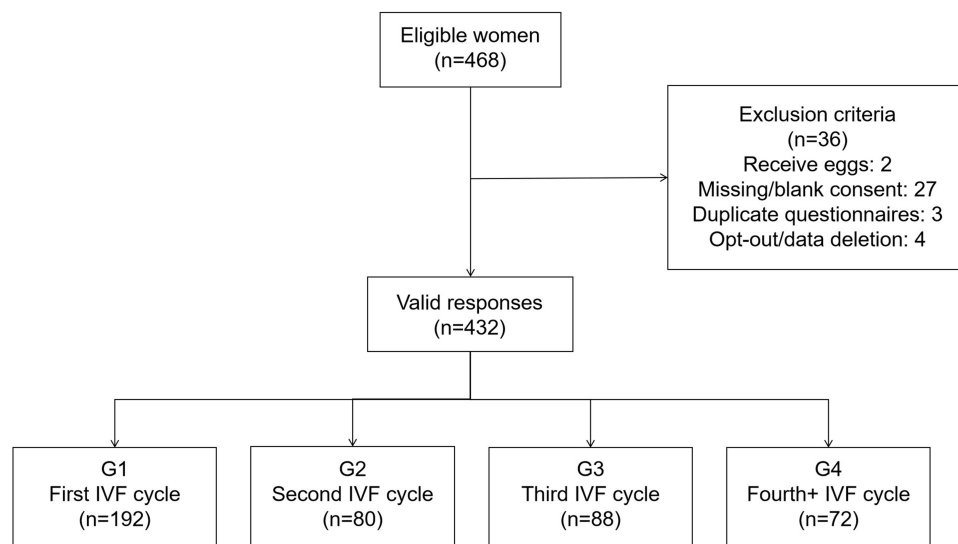 Eligible women
(n=468)
Exclusion criteria
(n=36)
Receive eggs: 2
Missing/blank consent: 27
Duplicate questionnaires: 3
Opt-out/data deletion: 4
Valid responses
(n=432)
G1
First IVF cycle
(n=192)
G2
Second IVF cycle
(n=80)
G3
Third IVF cycle
(n=88)
G4
Fourth+ IVF cycle
(n=72)